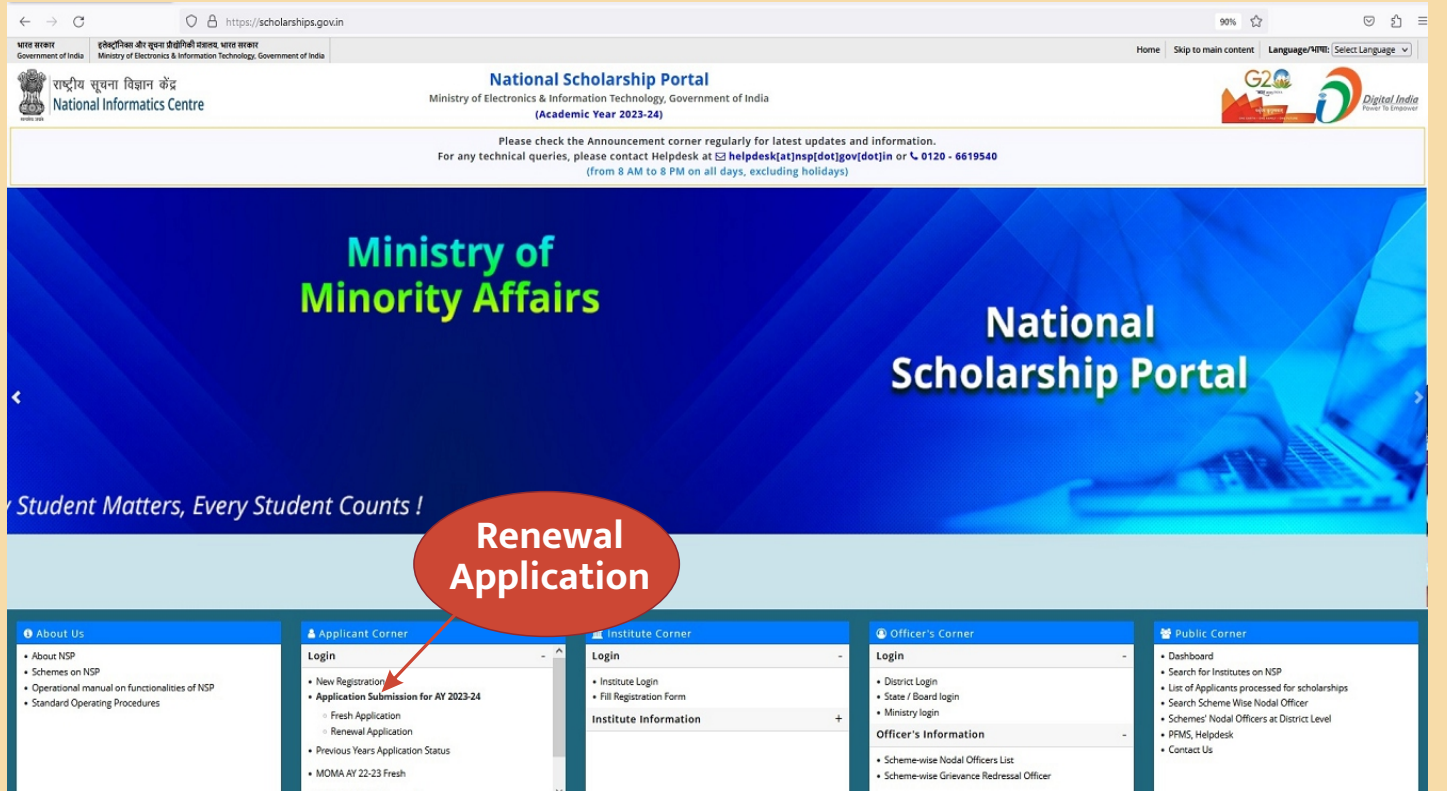 https://scholarships.gov.in
90%
भारत सरकार
Government of India
इलेक्ट्रॉनिक्स और सूचना प्रौद्योगिकी मंत्रालय, भारत सरकार
Ministry of Electronics & Information Technology, Government of India
Home
Skip to main content
Language/भाषा: Select Language
राष्ट्रीय सूचना विज्ञान केंद्र
National Informatics Centre
National Scholarship Portal
Ministry of Electronics & Information Technology, Government of India
(Academic Year 2023-24)
G20
Digital India
Power To Empower
Please check the Announcement corner regularly for latest updates and information.
For any technical queries, please contact Helpdesk at helpdesk[at]nsp[dot]gov[dot]in or 0120 - 6619540
(from 8 AM to 8 PM on all days, excluding holidays)
Ministry of
Minority Affairs
National
Scholarship Portal
Student Matters, Every Student Counts !
Renewal
Application
About Us
• About NSP
• Schemes on NSP
• Operational manual on functionalities of NSP
• Standard Operating Procedures
Applicant Corner
Login -
• New Registration
• Application Submission for AY 2023-24
Fresh Application
Renewal Application
• Previous Years Application Status
• MOMA AY 22-23 Fresh
Institute Corner
Login -
• Institute Login
• Fill Registration Form
Institute Information +
Officer's Corner
Login -
• District Login
• State / Board login
• Ministry login
Officer's Information -
• Scheme-wise Nodal Officers List
• Scheme-wise Grievance Redressal Officer
Public Corner
• Dashboard
• Search for Institutes on NSP
• List of Applicants processed for scholarships
• Search Scheme Wise Nodal Officer
• Schemes' Nodal Officers at District Level
• PFMS, Helpdesk
• Contact Us